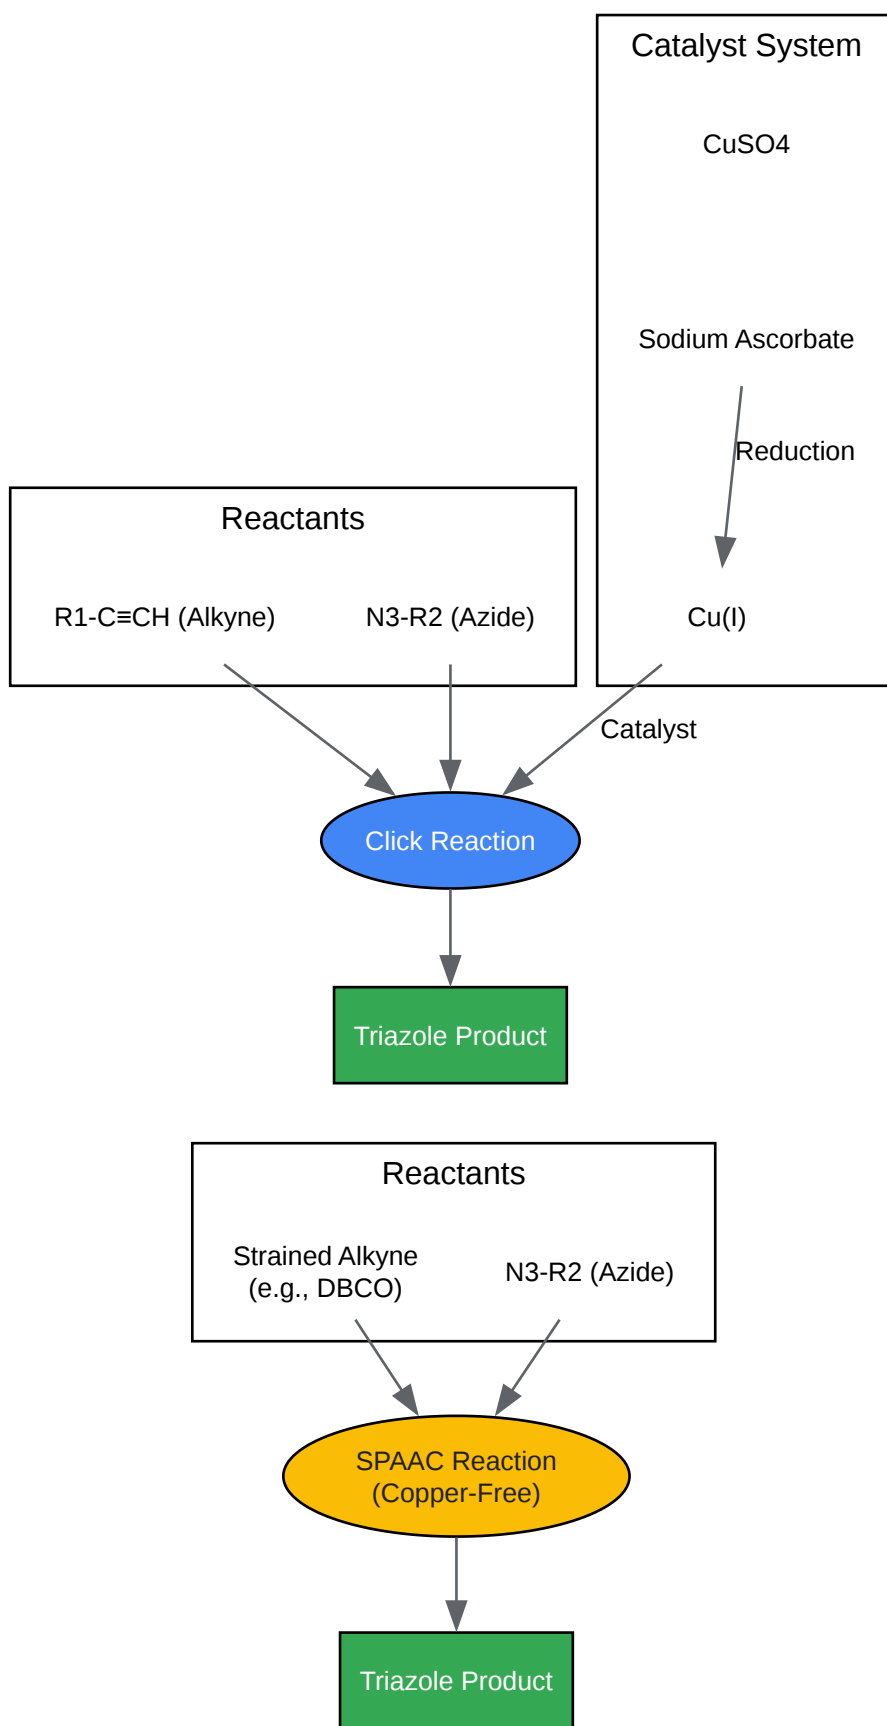 Catalyst System
CuSO4
Sodium Ascorbate
Reduction
Reactants
R1-C≡CH (Alkyne)
N3-R2 (Azide)
Cu(I)
Catalyst
Click Reaction
Triazole Product
Reactants
Strained Alkyne
(e.g., DBCO)
N3-R2 (Azide)
SPAAC Reaction
(Copper-Free)
Triazole Product